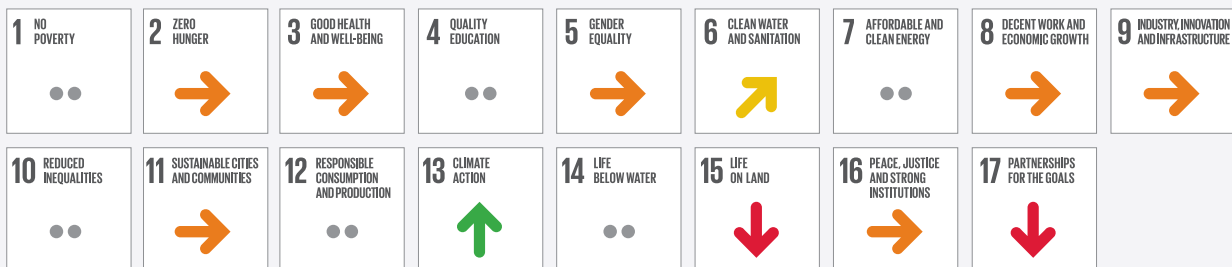 1 NO POVERTY
2 ZERO HUNGER
3 GOOD HEALTH AND WELL-BEING
4 QUALITY EDUCATION
5 GENDER EQUALITY
6 CLEAN WATER AND SANITATION
7 AFFORDABLE AND CLEAN ENERGY
8 DECENT WORK AND ECONOMIC GROWTH
9 INDUSTRY, INNOVATION AND INFRASTRUCTURE
10 REDUCED INEQUALITIES
11 SUSTAINABLE CITIES AND COMMUNITIES
12 RESPONSIBLE CONSUMPTION AND PRODUCTION
13 CLIMATE ACTION
14 LIFE BELOW WATER
15 LIFE ON LAND
16 PEACE, JUSTICE AND STRONG INSTITUTIONS
17 PARTNERSHIPS FOR THE GOALS